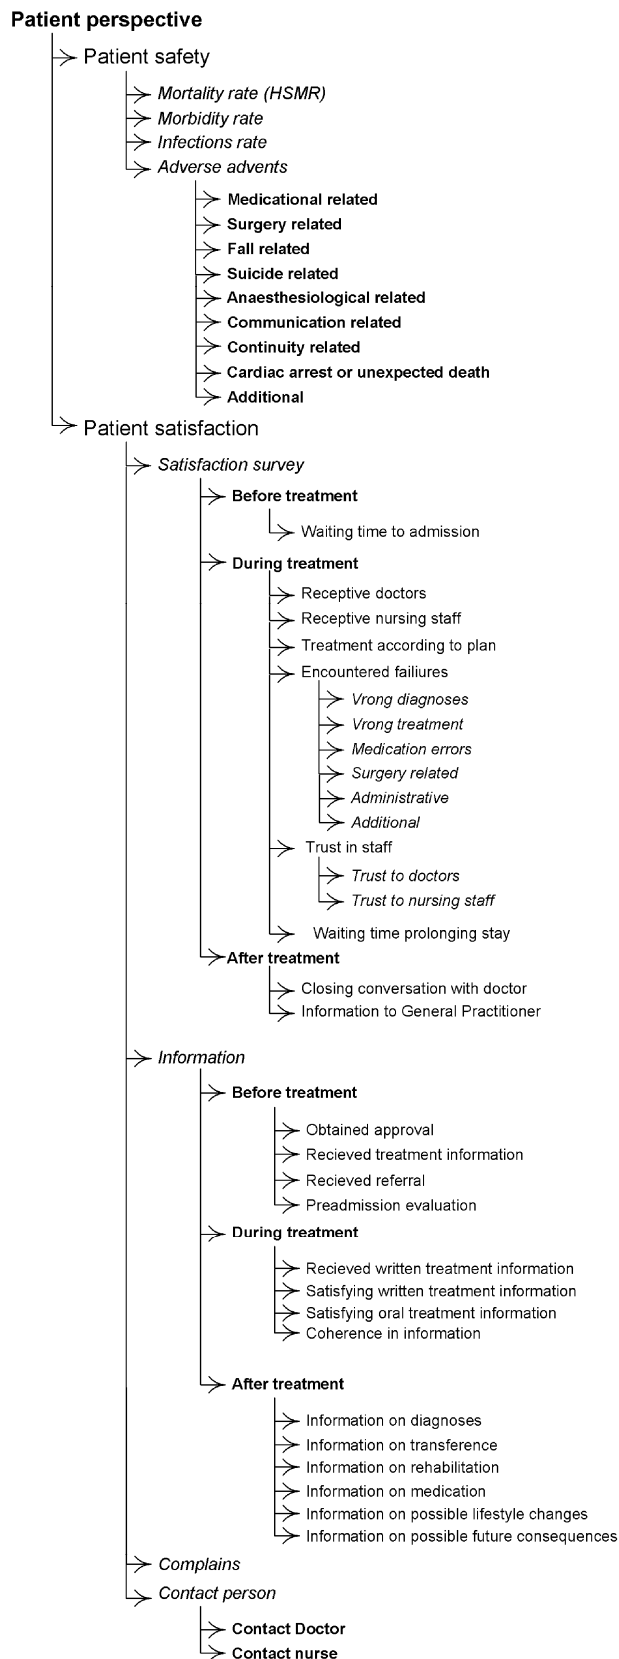 Patient perspective
Patient safety
Mortality rate (HSMR)
Morbidity rate
Infections rate
Adverse advents
Medicational related
Surgery related
Fall related
Suicide related
Anaesthesiological related
Communication related
Continuity related
Cardiac arrest or unexpected death
Additional
Patient satisfaction
Satisfaction survey
Before treatment
Waiting time to admission
During treatment
Receptive doctors
Receptive nursing staff
Treatment according to plan
Encountered failiures
Vrong diagnoses
Vrong treatment
Medication errors
Surgery related
Administrative
Additional
Trust in staff
Trust to doctors
Trust to nursing staff
Waiting time prolonging stay
After treatment
Closing conversation with doctor
Information to General Practitioner
Information
Before treatment
Obtained approval
Recieved treatment information
Recieved referral
Preadmission evaluation
During treatment
Recieved written treatment information
Satisfying written treatment information
Satisfying oral treatment information
Coherence in information
After treatment
Information on diagnoses
Information on transference
Information on rehabilitation
Information on medication
Information on possible lifestyle changes
Information on possible future consequences
Complains
Contact person
Contact Doctor
Contact nurse